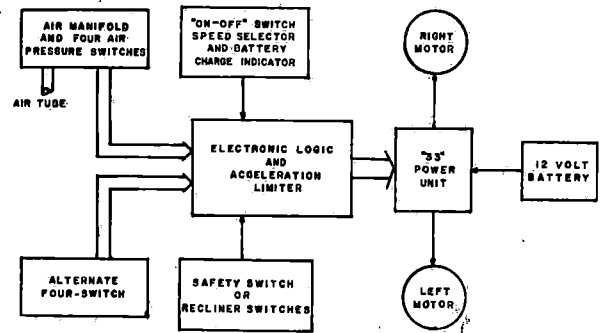 AIR MANIFOLD
AND FOUR AIR
PRESSURE SWITCHES
AIR TUBE
"ON-OFF" SWITCH
SPEED SELECTOR
AND BATTERY
CHARGE INDICATOR
RIGHT
MOTOR
ELECTRONIC LOGIC
AND
ACCELERATION
LIMITER
"33"
POWER
UNIT
12 VOLT
BATTERY
ALTERNATE
FOUR-SWITCH
SAFETY SWITCH
OR
RECLINER SWITCHES
LEFT
MOTOR